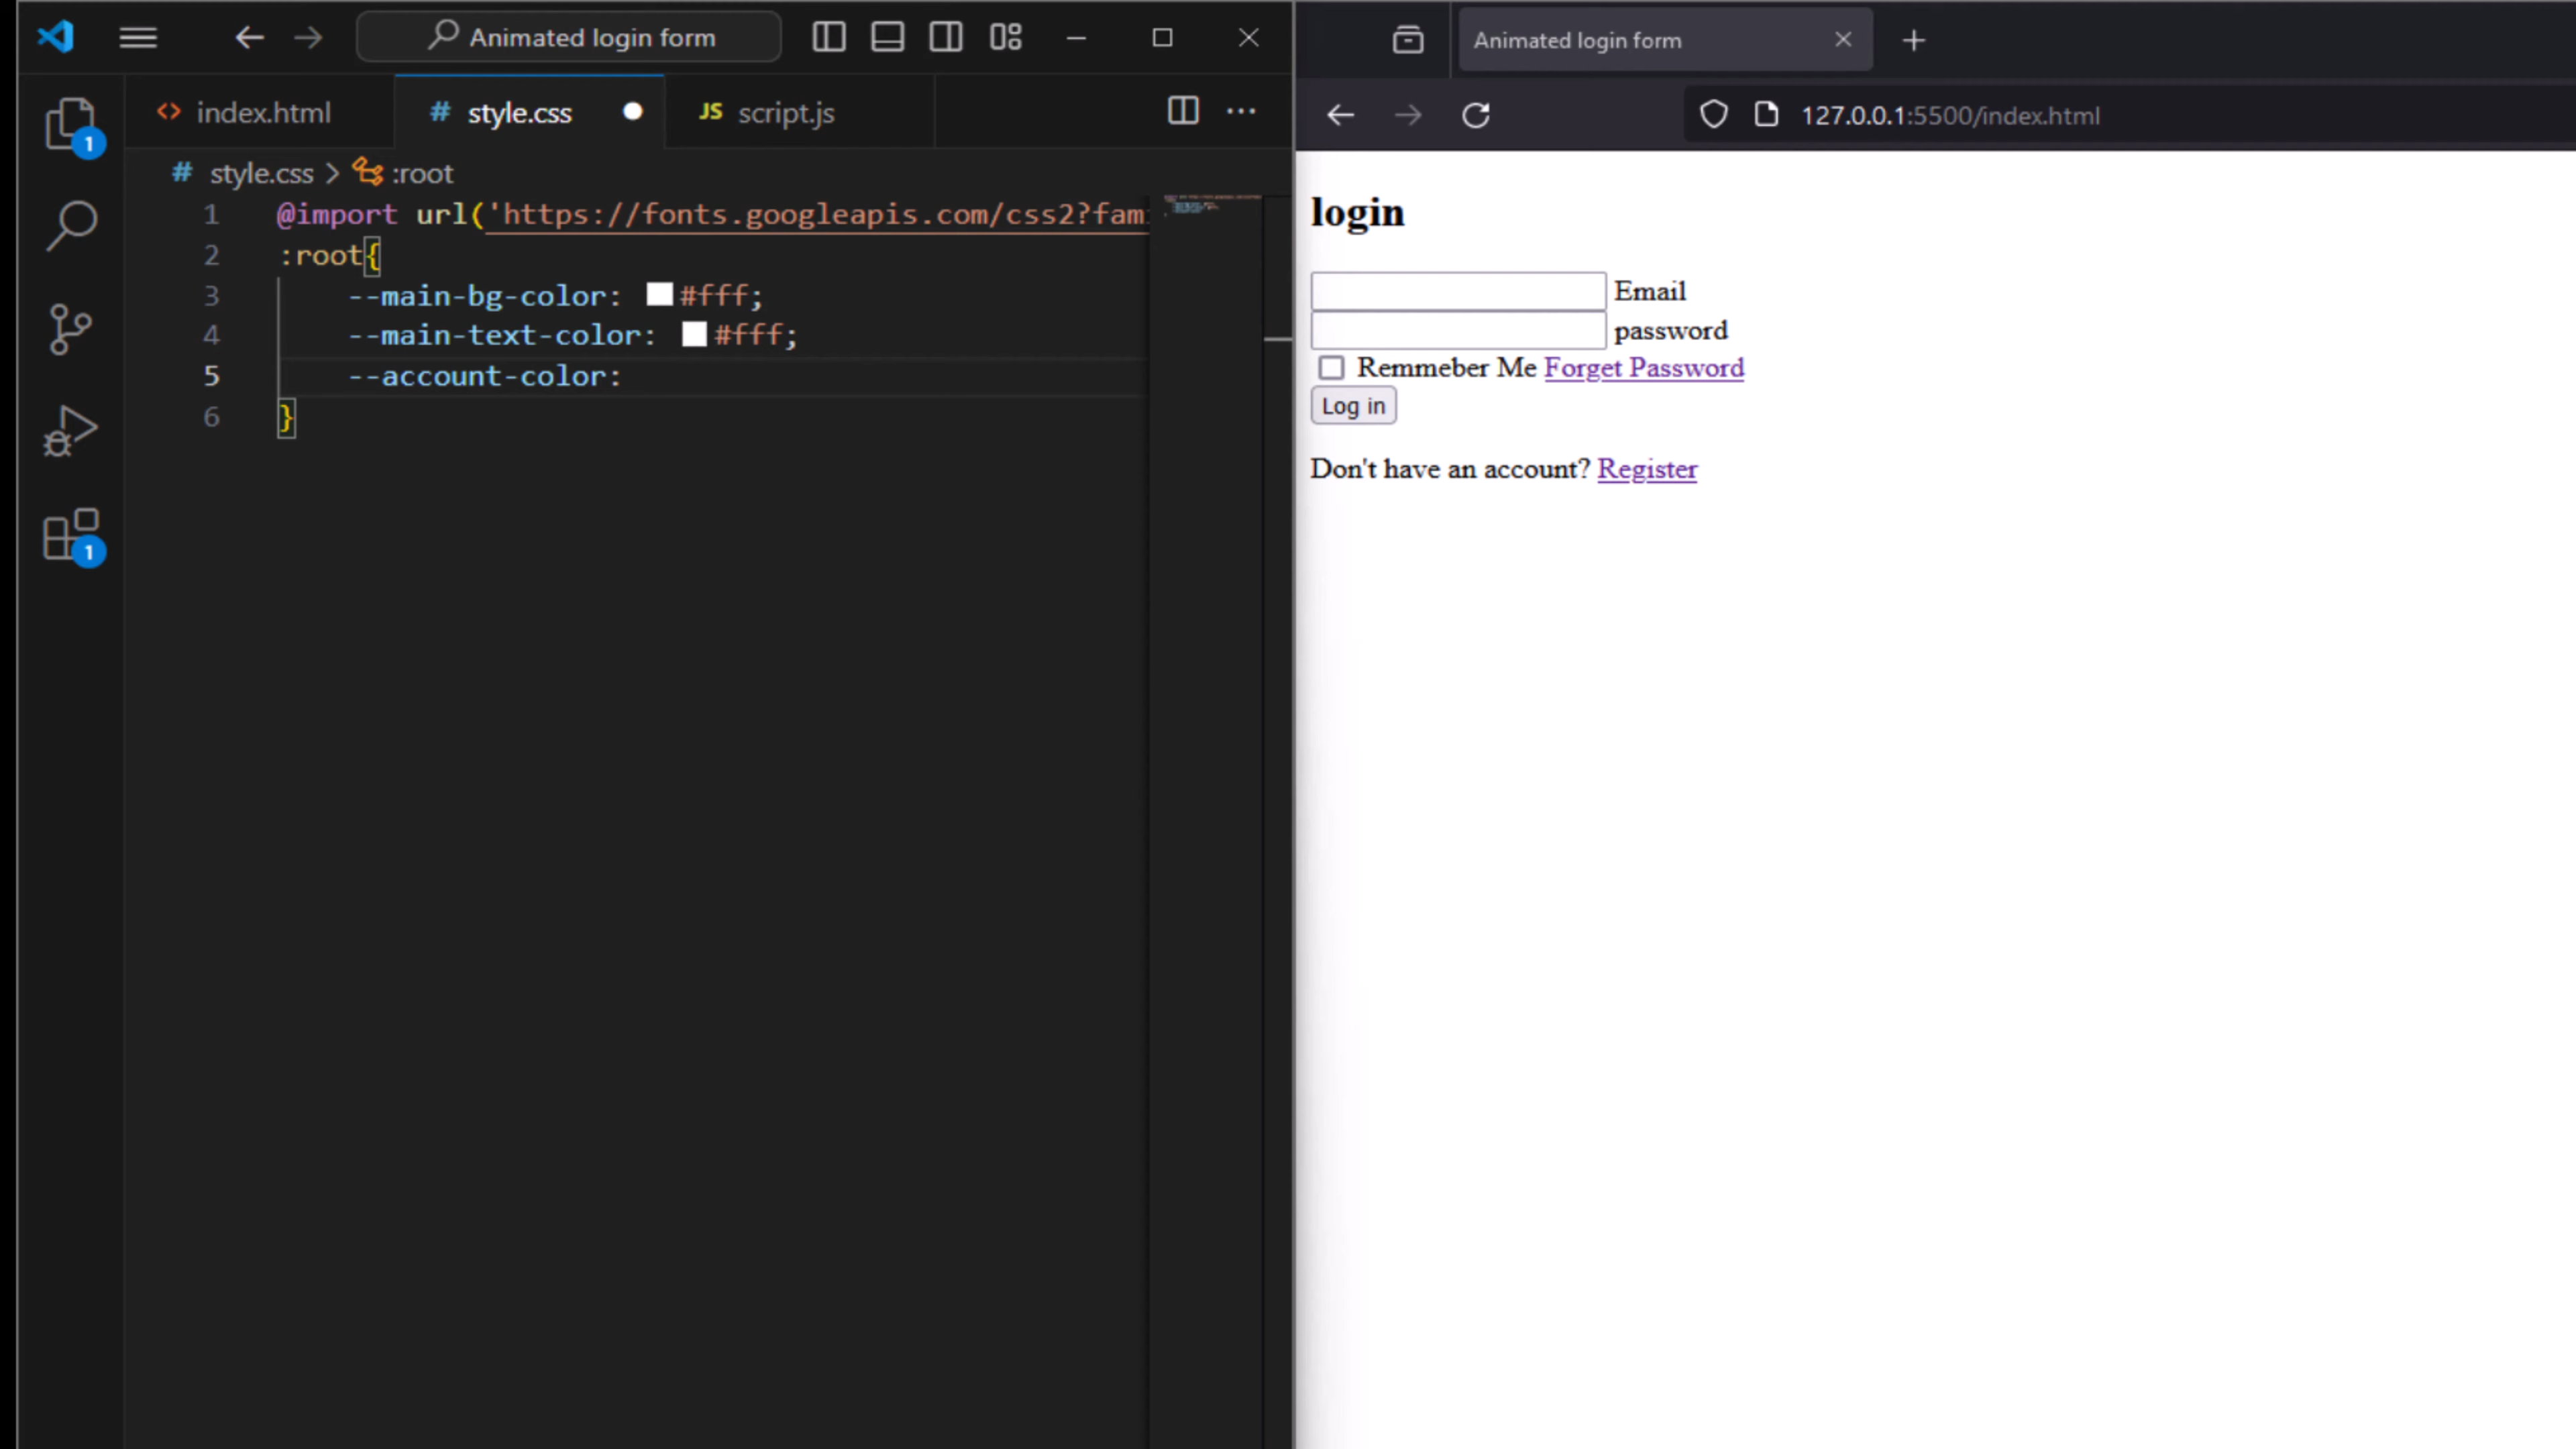 Animated login form
index.html
style.css
JS script.js
1
# style.css > :root
1 @import url('https://fonts.googleapis.com/css2?fam
2 :root{
3 --main-bg-color: #fff;
4 --main-text-color: #fff;
5 --account-color:
6 }
1
Animated login form
127.0.0.1:5500/index.html
login
Email
password
Remmeber Me Forget Password
Log in
Don't have an account? Register